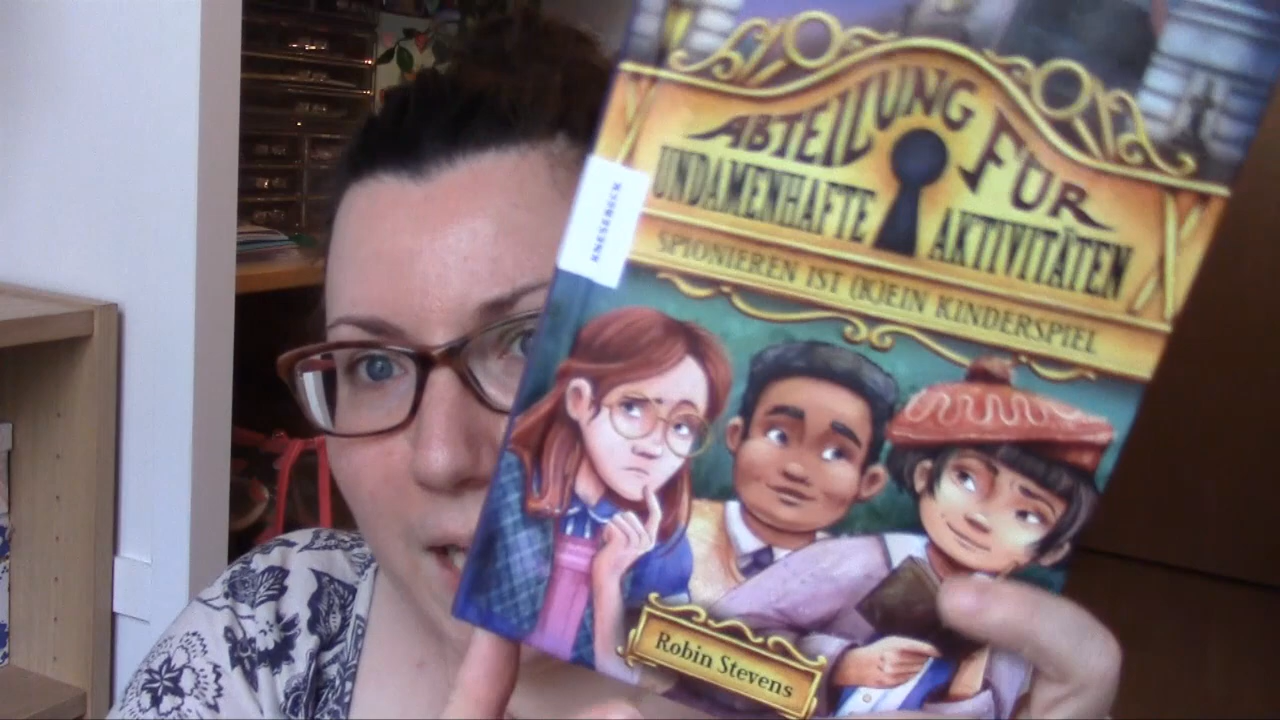 ABTEILUNG FÜR
UNDAMENHAFTE AKTIVITÄTEN
SPIONIEREN IST (K)EIN KINDERSPIEL
KNESEBECK
Robin Stevens